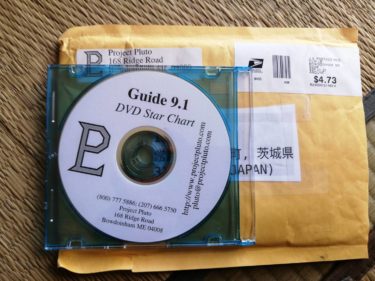 Project Pluto
168 Ridge Road
$4.73
Guide 9.1
DVD Star Chart
http://www.projectpluto.com
pluto@projectpluto.com
(800) 777 5886; (207) 666 5750
Project Pluto
168 Ridge Road
Bowdoinham ME 04008
, 茨城県
JAPAN)